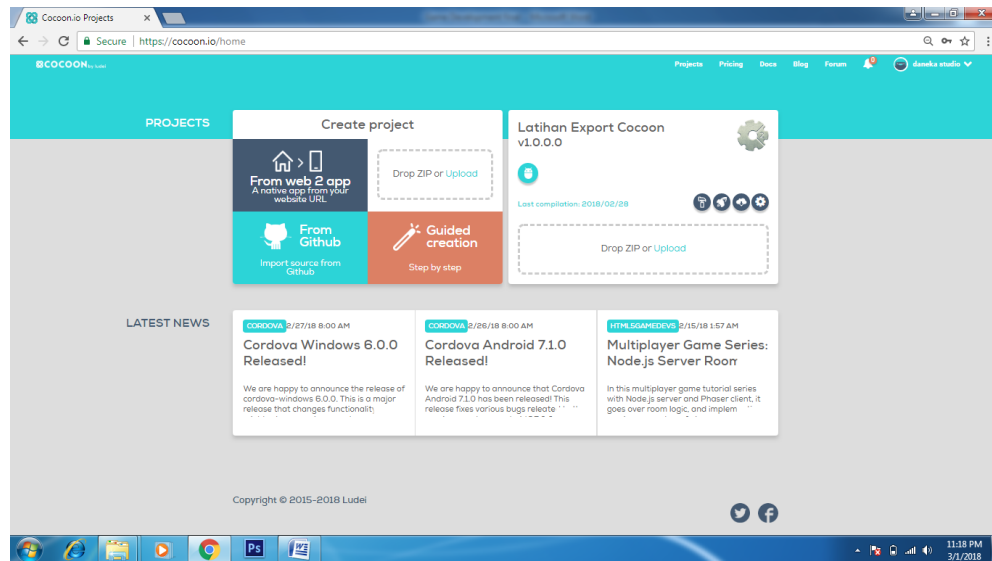 Cocoon.io Projects
Secure | https://cocoon.io/home
COCOON by ludei
Projects Pricing Docs Blog Forum 0 daneka studio
PROJECTS
Create project
From web 2 app
A native app from your
website URL
Drop ZIP or Upload
From
Github
Import source from
Github
Guided
creation
Step by step
Latihan Export Cocoon
v1.0.0.0
Last compilation: 2018/02/28
Drop ZIP or Upload
LATEST NEWS
CORDOVA 2/27/18 8:00 AM
Cordova Windows 6.0.0
Released!
We are happy to announce the release of
cordova-windows 6.0.0. This is a major
release that changes functionality
CORDOVA 2/26/18 8:00 AM
Cordova Android 7.1.0
Released!
We are happy to announce that Cordova
Android 7.1.0 has been released! This
release fixes various bugs releate
HTML5GAMEDEVS 2/15/18 1:57 AM
Multiplayer Game Series:
Node.js Server Room
In this multiplayer game tutorial series
with Node.js server and Phaser client, it
goes over room logic, and implem
Copyright © 2015-2018 Ludei
Ps
W
11:18 PM
3/1/2018